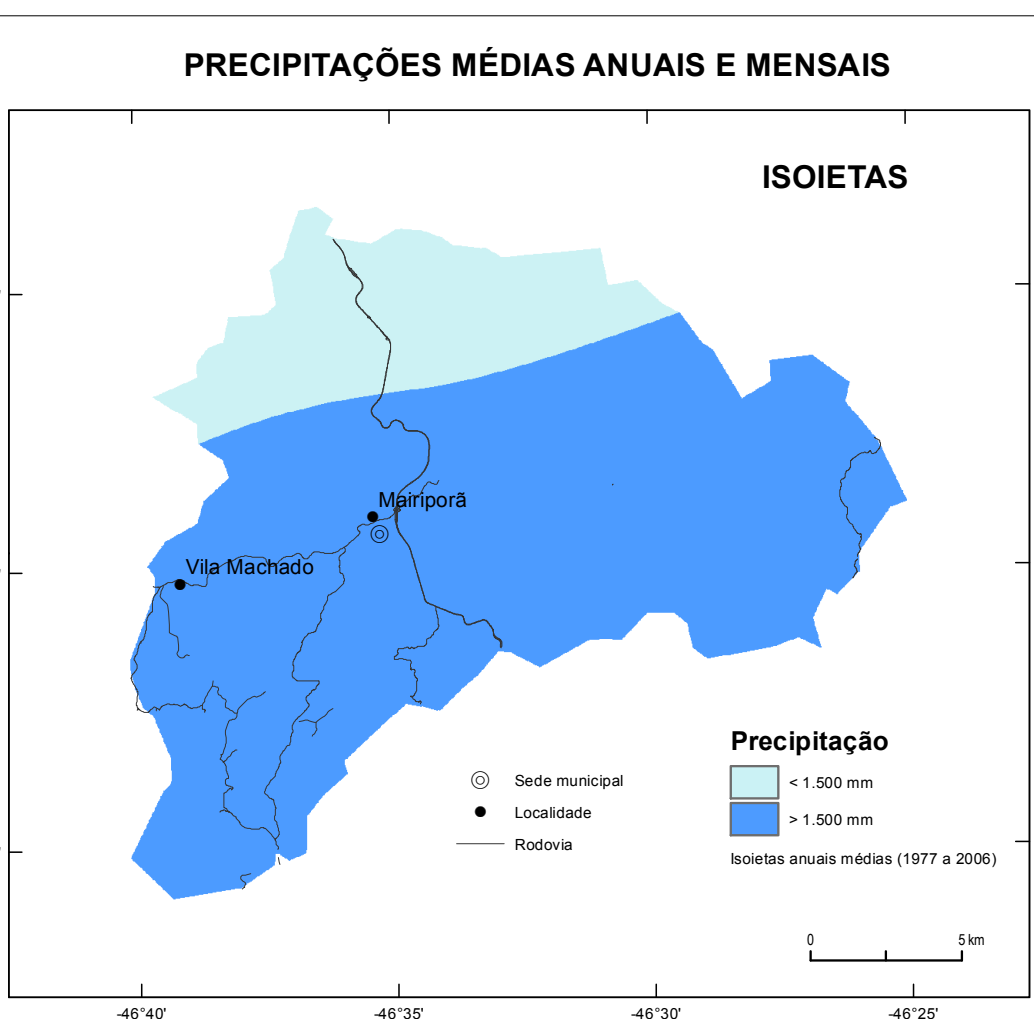 PRECIPITAÇÕES MÉDIAS ANUAIS E MENSAIS
ISOIETAS
Mairiporã
Vila Machado
Precipitação
< 1.500 mm
> 1.500 mm
Isoietas anuais médias (1977 a 2006)
Sede municipal
Localidade
Rodovia
0 5 km
-46°40' -46°35' -46°30' -46°25'